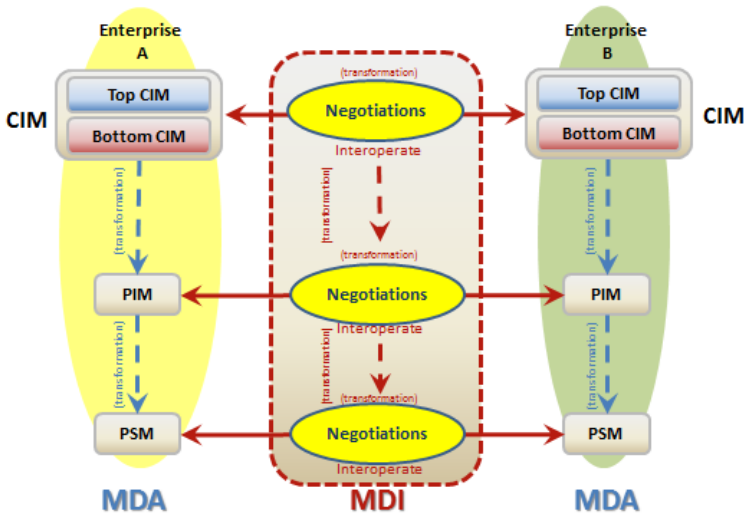 Enterprise
A
CIM
Top CIM
Bottom CIM
(transformation)
PIM
(transformation)
PSM
MDA
(transformation)
Negotiations
Interoperate
(transformation)
(transformation)
Negotiations
Interoperate
(transformation)
(transformation)
Negotiations
Interoperate
MDI
Enterprise
B
Top CIM
Bottom CIM
CIM
(transformation)
PIM
(transformation)
PSM
MDA